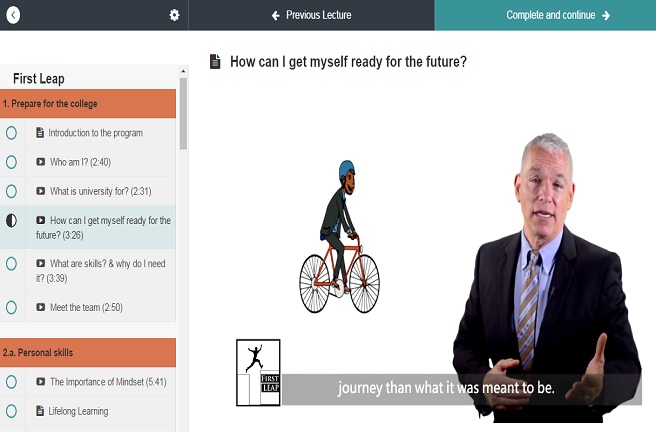 Previous Lecture
Complete and continue
How can I get myself ready for the future?
First Leap
1. Prepare for the college
Introduction to the program
Who am I? (2:40)
What is university for? (2:31)
How can I get myself ready for the
future? (3:26)
What are skills? & why do I need
it? (3:39)
Meet the team (2:50)
2.a. Personal skills
The Importance of Mindset (5:41)
Lifelong Learning
FIRST
LEAP
journey than what it was meant to be.